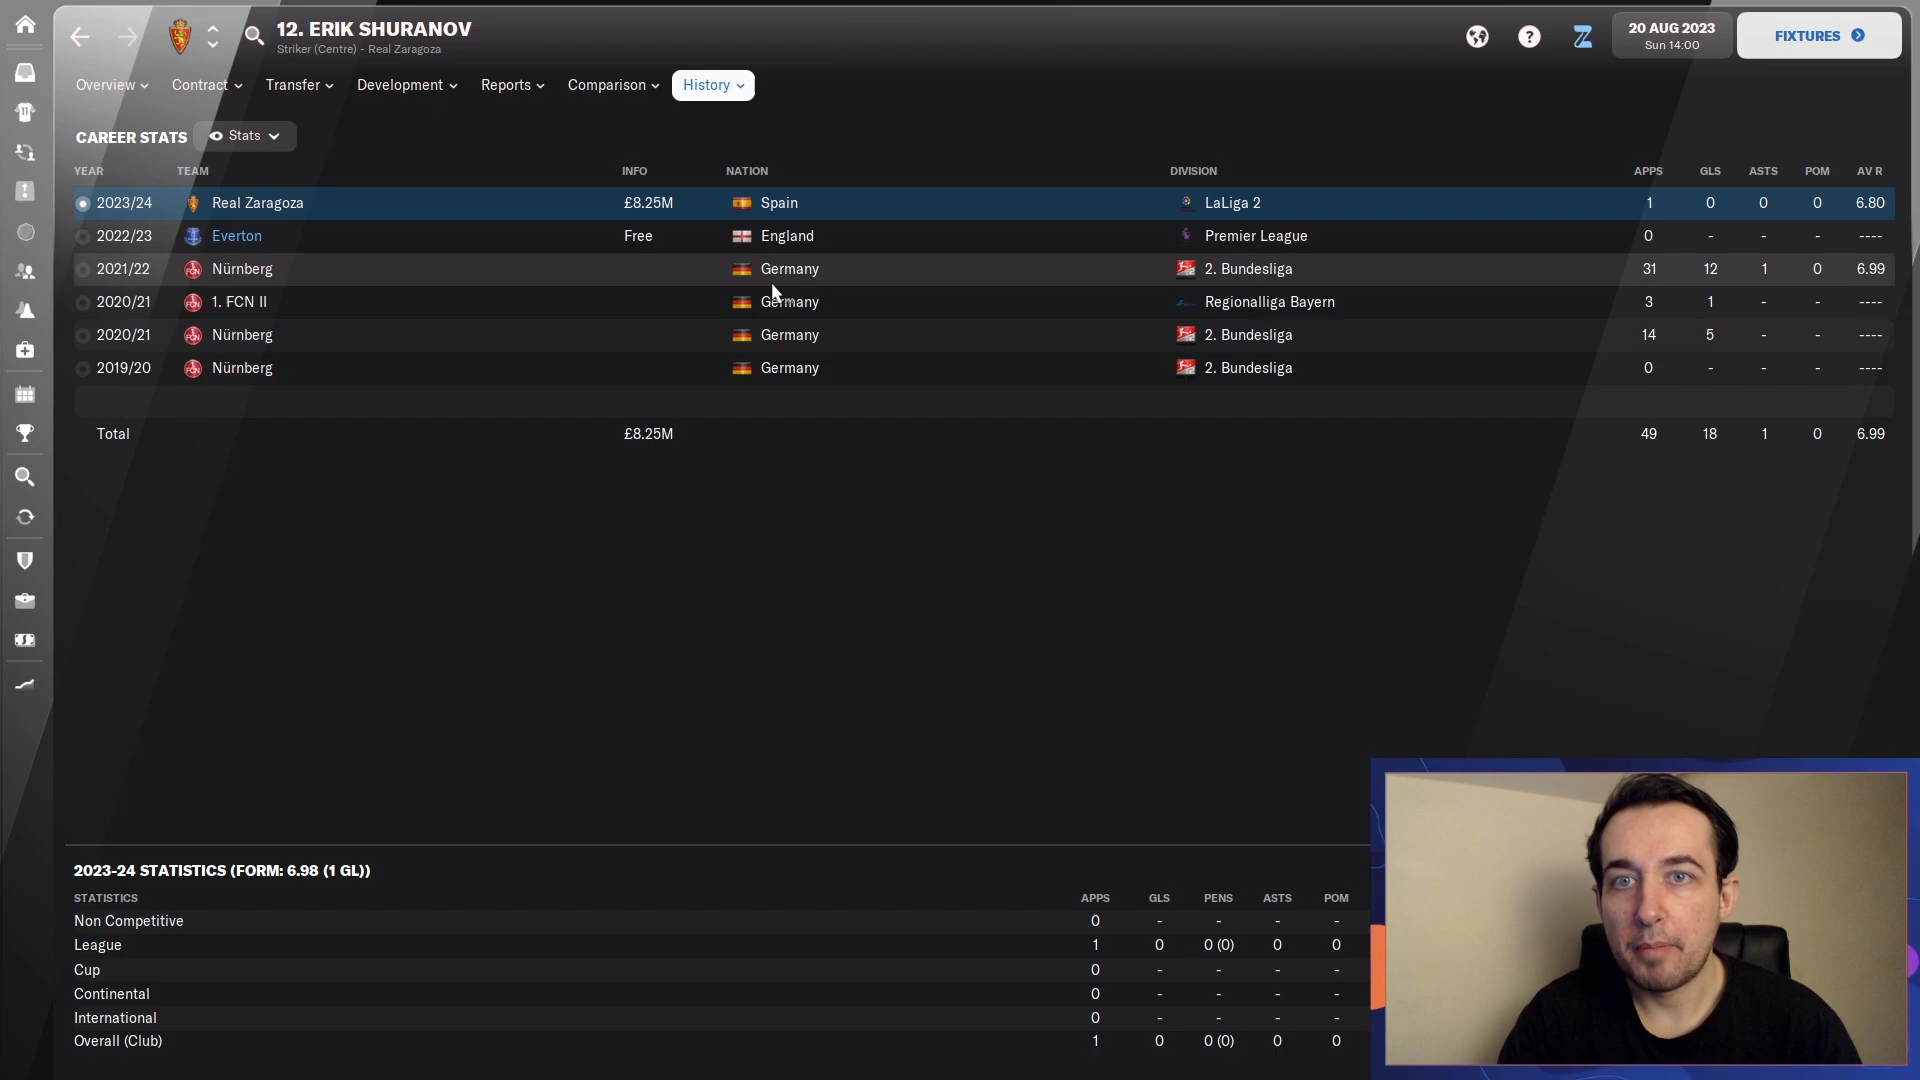 12. ERIK SHURANOV
Striker (Centre) - Real Zaragoza
20 AUG 2023
Sun 14:00
FIXTURES
Overview Contract Transfer Development Reports Comparison History
CAREER STATS Stats
YEAR TEAM INFO NATION DIVISION APPS GLS ASTS POM AV R
2023/24 Real Zaragoza £8.25M Spain LaLiga 2 1 0 0 0 6.80
2022/23 Everton Free England Premier League 0 - - - ----
2021/22 Nürnberg Germany 2. Bundesliga 31 12 1 0 6.99
2020/21 1. FCN II Germany Regionalliga Bayern 3 1 - - ----
2020/21 Nürnberg Germany 2. Bundesliga 14 5 - - ----
2019/20 Nürnberg Germany 2. Bundesliga 0 - - - ----
Total £8.25M 49 18 1 0 6.99
2023-24 STATISTICS (FORM: 6.98 (1 GL))
STATISTICS APPS GLS PENS ASTS POM
Non Competitive 0 - - - -
League 1 0 0 (0) 0 0
Cup 0 - - - -
Continental 0 - - - -
International 0 - - - -
Overall (Club) 1 0 0 (0) 0 0